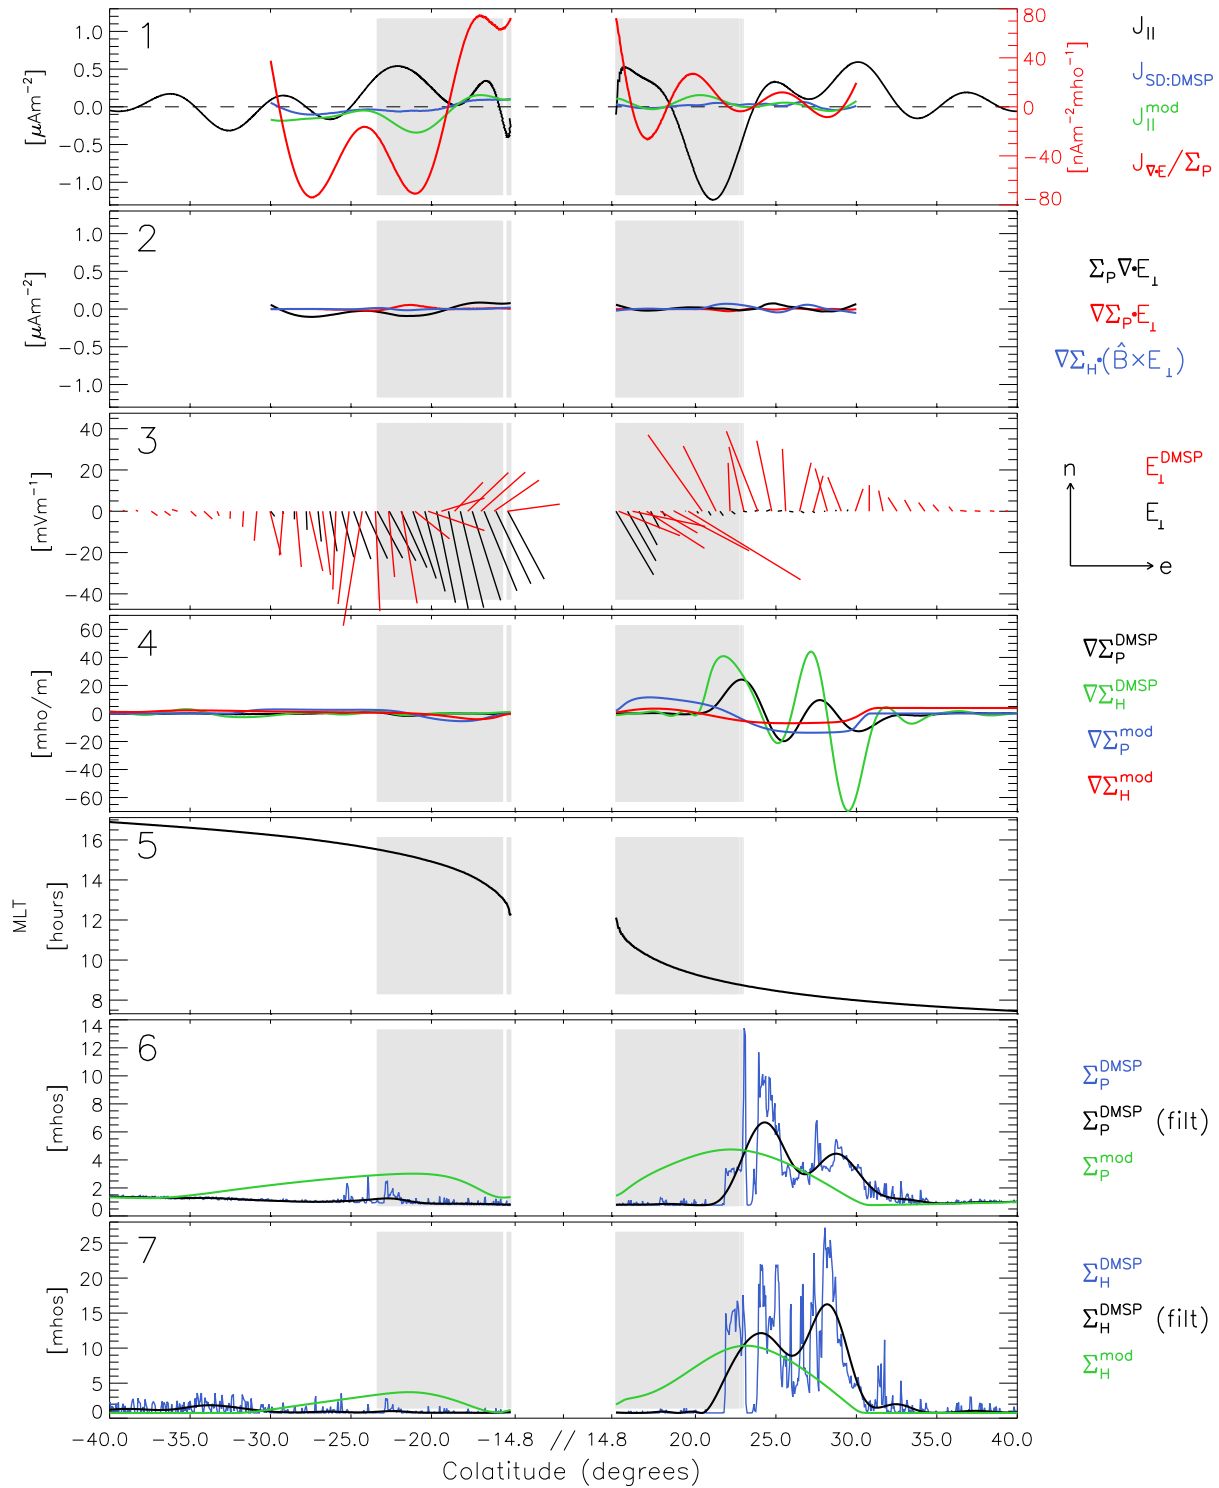 1
1.0
0.5
0.0
−0.5
−1.0
[μAm⁻²]
80
40
0
−40
−80
[nAm⁻²mho⁻¹]
J||
J SD:DMSP
J||^mod
J∇•E/ΣP
2
1.0
0.5
0.0
−0.5
−1.0
[μAm⁻²]
ΣP∇•E⊥
∇ΣP•E⊥
∇ΣH•(B̂×E⊥)
3
40
20
0
−20
−40
[mVm⁻¹]
n
e
E⊥^DMSP
E⊥
4
60
40
20
0
−20
−40
−60
[mho/m]
∇ΣP^DMSP
∇ΣH^DMSP
∇ΣP^mod
∇ΣH^mod
5
16
14
12
10
8
MLT
[hours]
6
14
12
10
8
6
4
2
0
[mhos]
ΣP^DMSP
ΣP^DMSP (filt)
ΣP^mod
7
25
20
15
10
5
0
[mhos]
ΣH^DMSP
ΣH^DMSP (filt)
ΣH^mod
−40.0 −35.0 −30.0 −25.0 −20.0 −14.8 // 14.8 20.0 25.0 30.0 35.0 40.0
Colatitude (degrees)